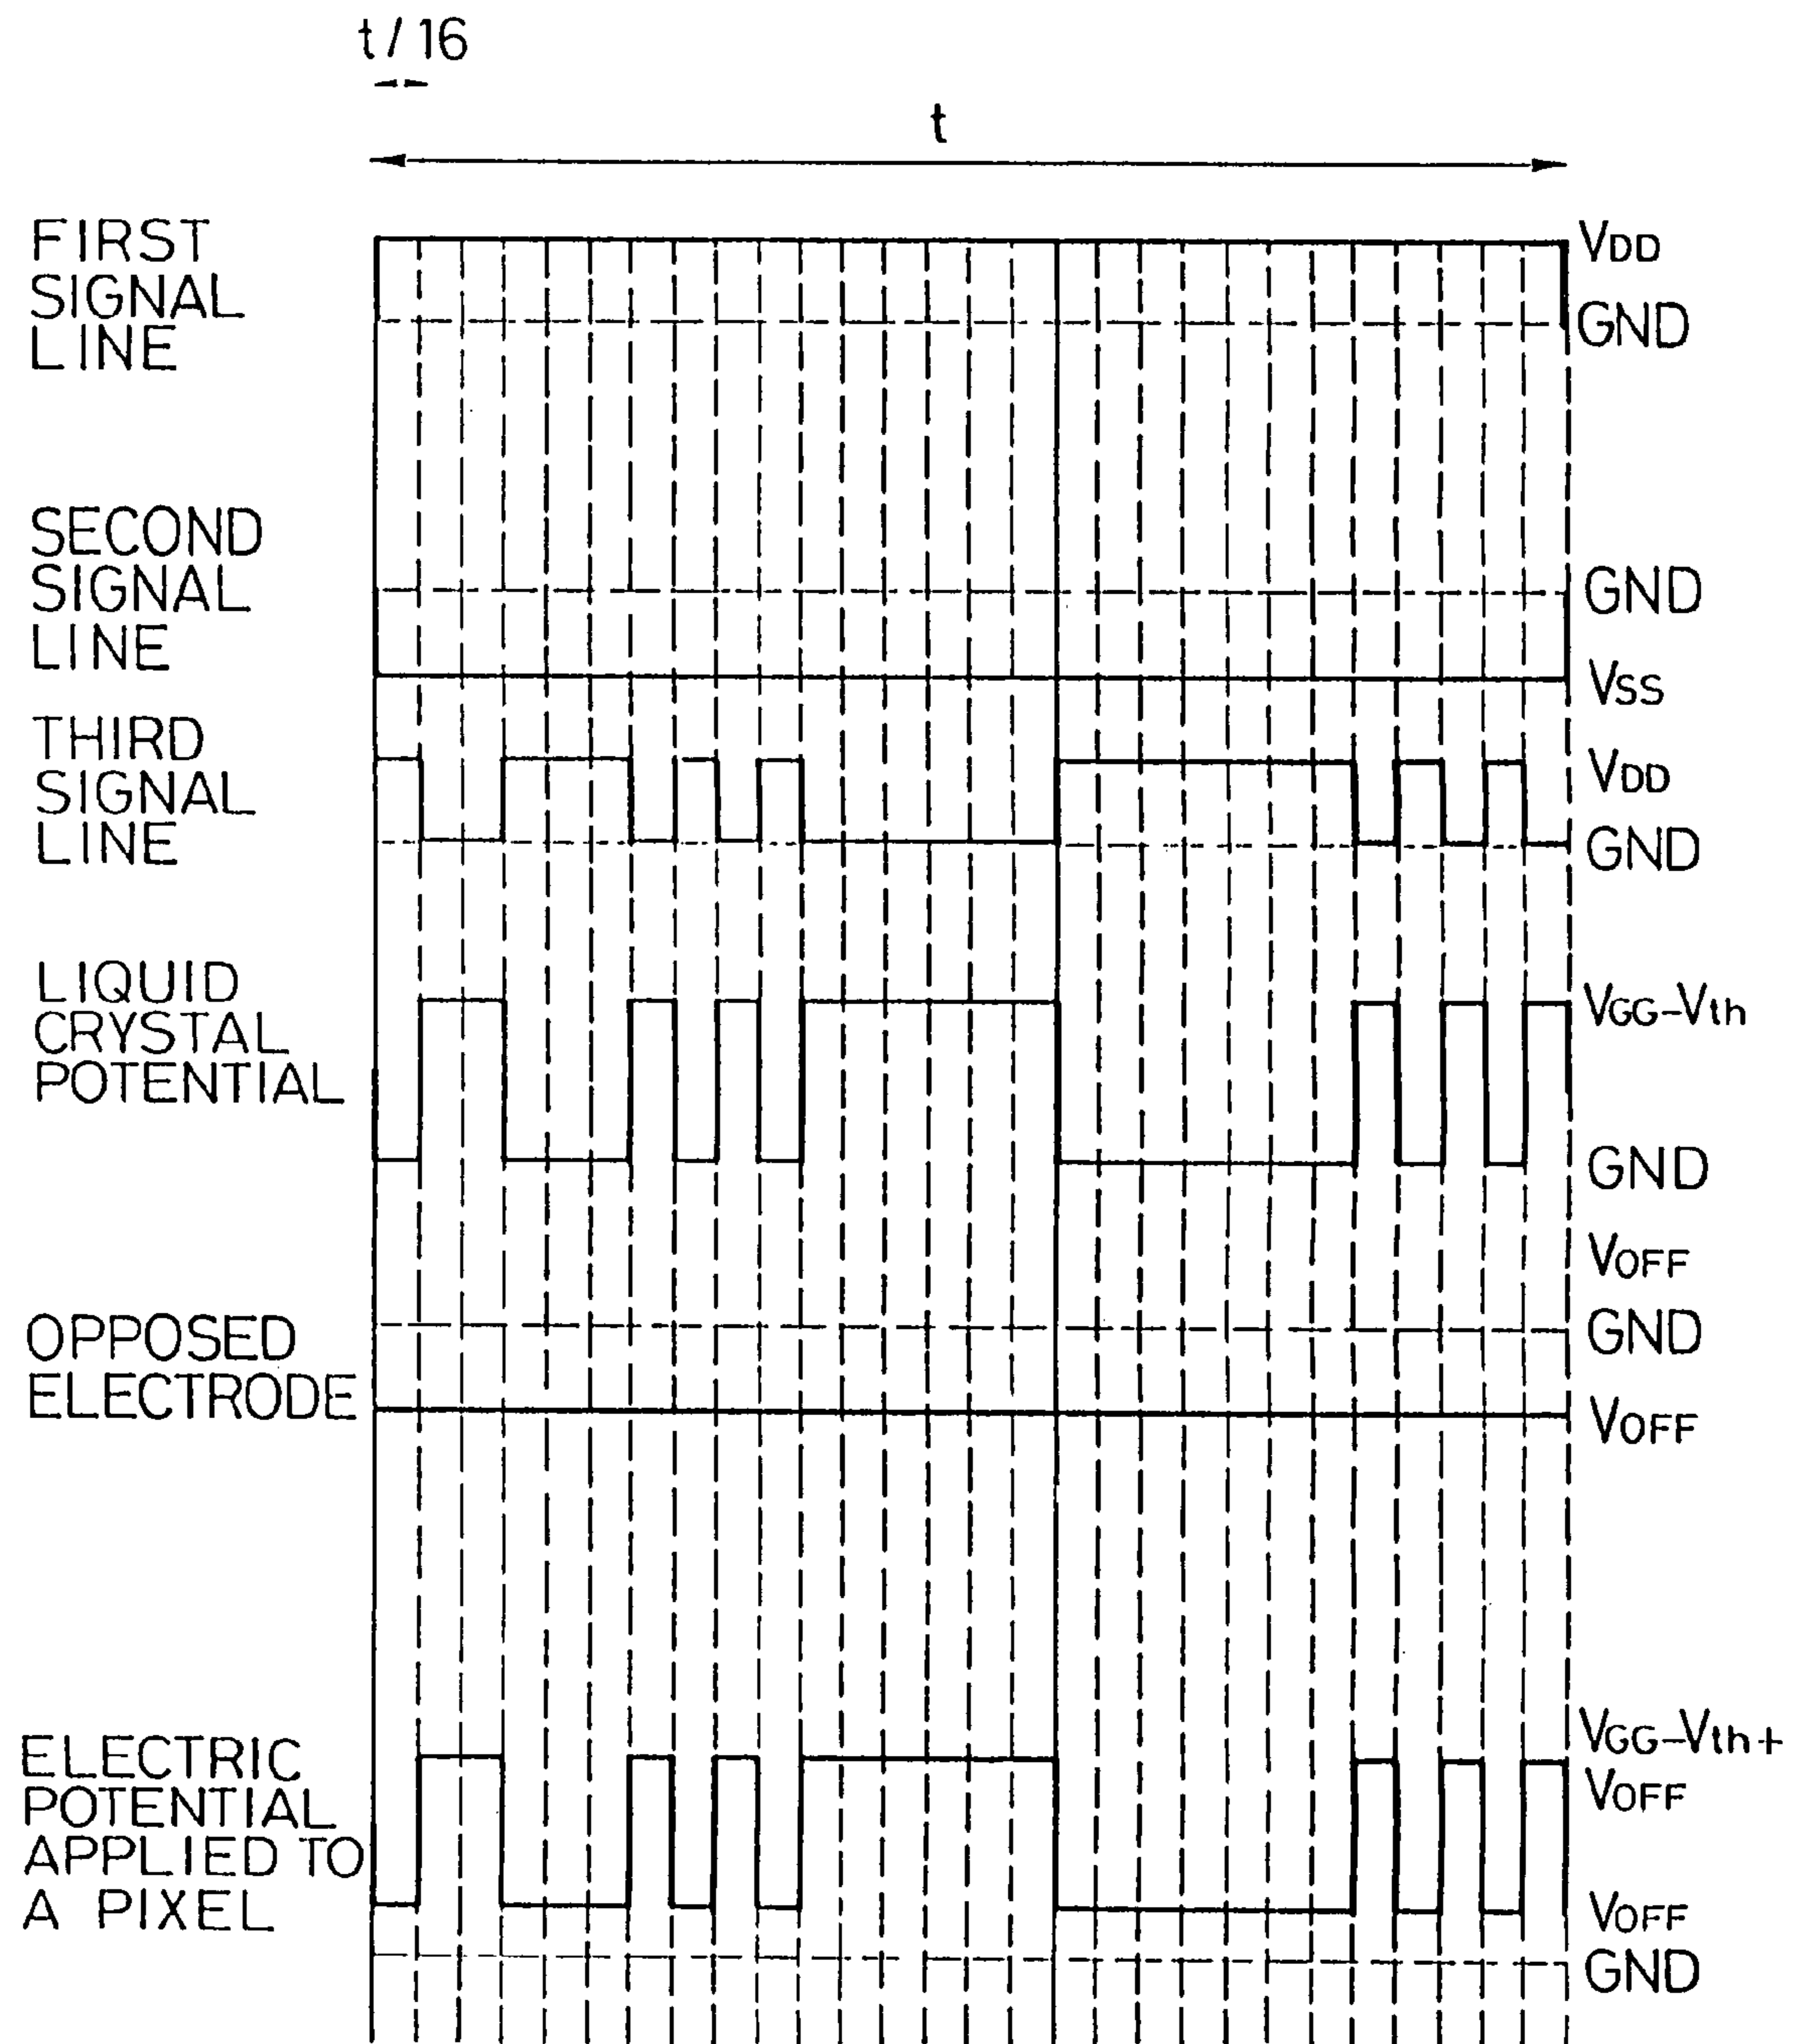 t/16
t
FIRST
SIGNAL
LINE
VDD
GND
SECOND
SIGNAL
LINE
GND
VSS
THIRD
SIGNAL
LINE
VDD
GND
LIQUID
CRYSTAL
POTENTIAL
VGG-Vth
GND
VOFF
OPPOSED
ELECTRODE
GND
VOFF
ELECTRIC
POTENTIAL
APPLIED TO
A PIXEL
VGG-Vth+
VOFF
VOFF
GND